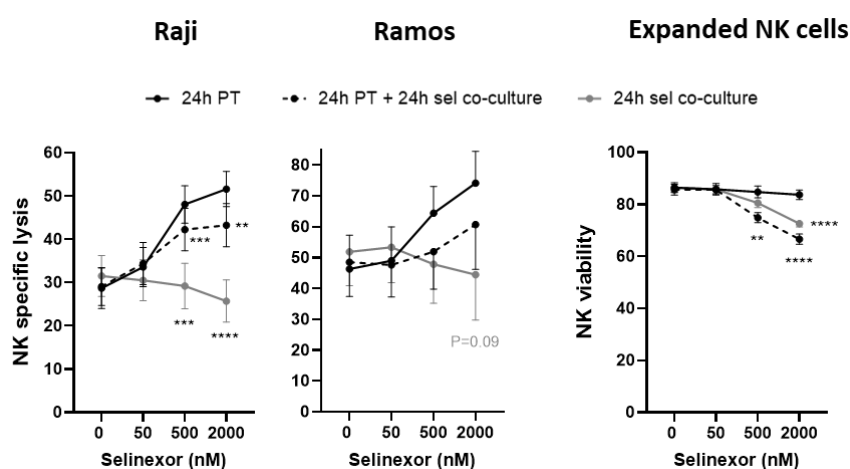 Raji
Ramos
Expanded NK cells
24h PT
24h PT + 24h sel co-culture
24h sel co-culture
NK specific lysis
60
50
40
30
20
10
0
***
**
***
****
0 50 500 2000
Selinexor (nM)
80
70
60
50
40
30
20
10
0
P=0.09
0 50 500 2000
Selinexor (nM)
NK viability
100
80
60
40
20
0
**
****
****
0 50 500 2000
Selinexor (nM)